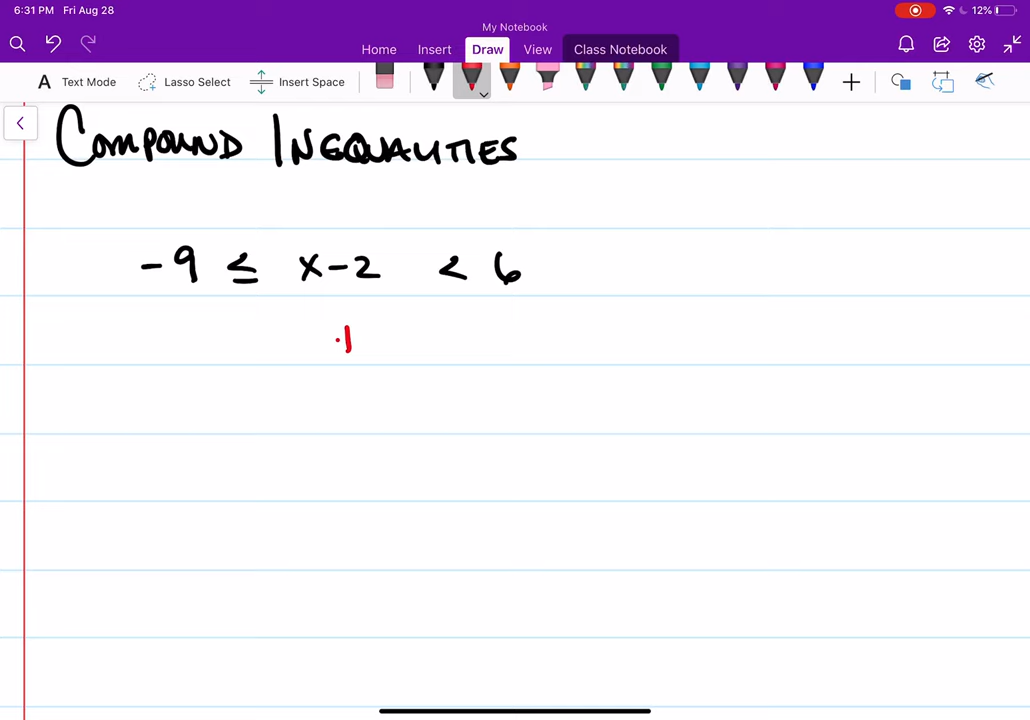 6:31 PM Fri Aug 28 12%
My Notebook
Home Insert Draw View Class Notebook
A Text Mode Lasso Select Insert Space
COMPOUND INEQUALITIES
-9 ≤ x-2 < 6